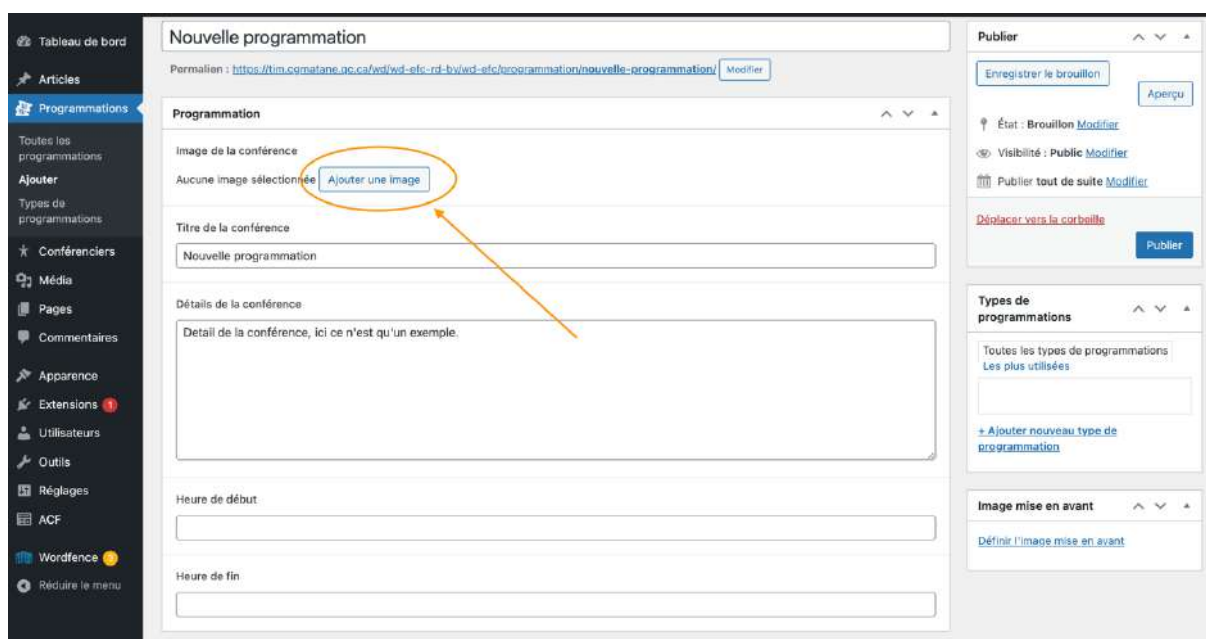 Tableau de bord
Articles
Programmations
Toutes les
programmations
Ajouter
Types de
programmations
Conférenciers
Média
Pages
Commentaires
Apparence
Extensions 1
Utilisateurs
Outils
Réglages
ACF
Wordfence
Réduire le menu
Nouvelle programmation
Permalien : https://tim.cgmatane.qc.ca/wd/wd-efc-rd-bv/wd-efc/programmation/nouvelle-programmation/ Modifier
Programmation
Image de la conférence
Aucune image sélectionnée Ajouter une image
Titre de la conférence
Nouvelle programmation
Détails de la conférence
Detail de la conférence, ici ce n'est qu'un exemple.
Heure de début
Heure de fin
Publier
Enregistrer le brouillon
Aperçu
État : Brouillon Modifier
Visibilité : Public Modifier
Publier tout de suite Modifier
Déplacer vers la corbeille
Publier
Types de
programmations
Toutes les types de programmations
Les plus utilisées
+ Ajouter nouveau type de
programmation
Image mise en avant
Définir l'image mise en avant